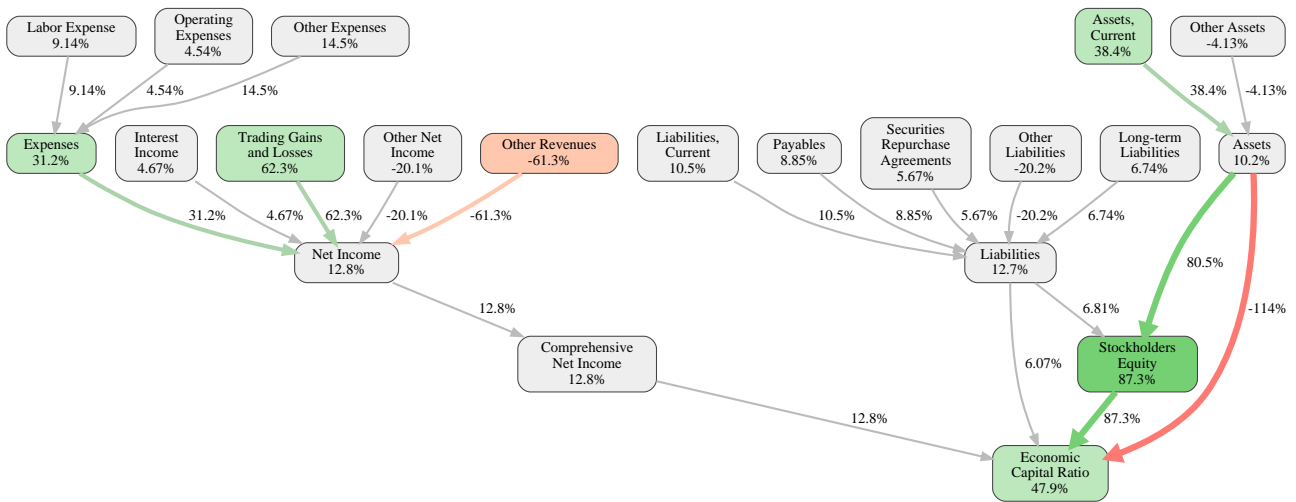 Labor Expense
9.14%
Operating
Expenses
4.54%
Other Expenses
14.5%
Assets,
Current
38.4%
Other Assets
-4.13%
9.14%
4.54%
14.5%
38.4%
-4.13%
Expenses
31.2%
Interest
Income
4.67%
Trading Gains
and Losses
62.3%
Other Net
Income
-20.1%
Other Revenues
-61.3%
Liabilities,
Current
10.5%
Payables
8.85%
Securities
Repurchase
Agreements
5.67%
Other
Liabilities
-20.2%
Long-term
Liabilities
6.74%
Assets
10.2%
31.2%
4.67%
62.3%
-20.1%
-61.3%
10.5%
8.85%
5.67%
-20.2%
6.74%
Net Income
12.8%
Liabilities
12.7%
80.5%
12.8%
6.81%
-114%
Comprehensive
Net Income
12.8%
6.07%
Stockholders
Equity
87.3%
12.8%
87.3%
Economic
Capital Ratio
47.9%